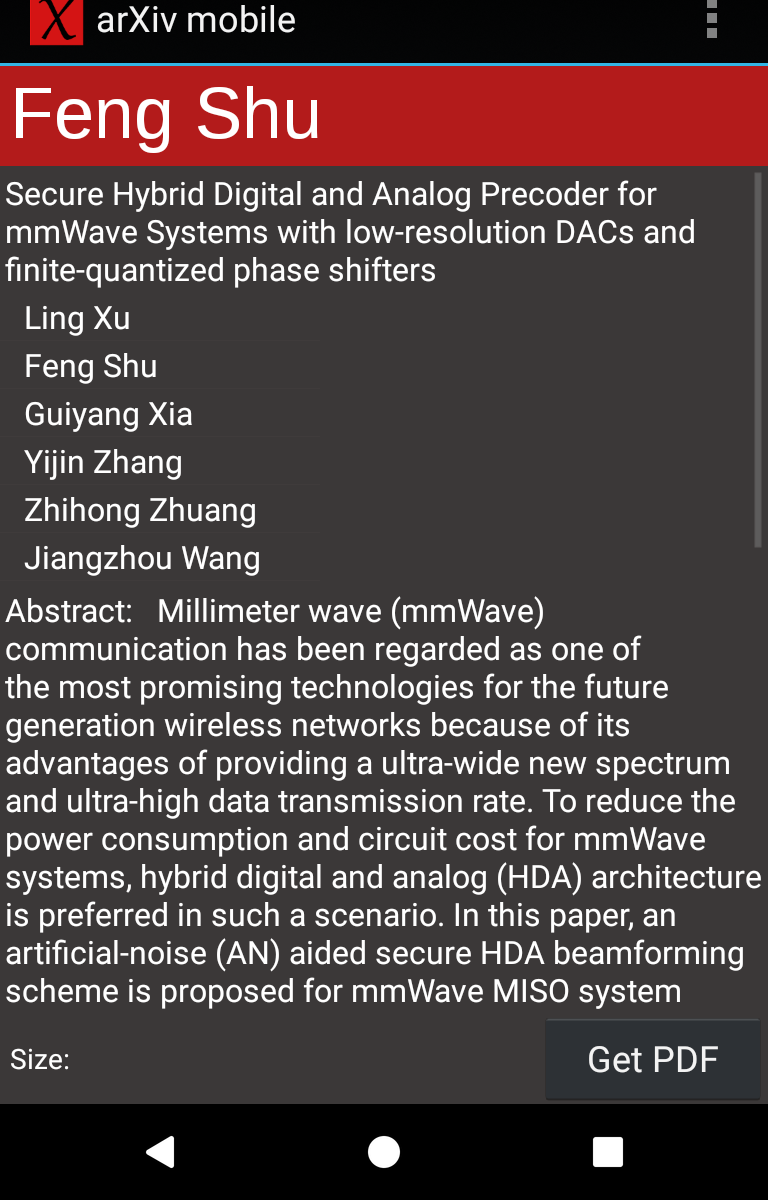 arXiv mobile
Feng Shu
Secure Hybrid Digital and Analog Precoder for
mmWave Systems with low-resolution DACs and
finite-quantized phase shifters
Ling Xu
Feng Shu
Guiyang Xia
Yijin Zhang
Zhihong Zhuang
Jiangzhou Wang
Abstract: Millimeter wave (mmWave)
communication has been regarded as one of
the most promising technologies for the future
generation wireless networks because of its
advantages of providing a ultra-wide new spectrum
and ultra-high data transmission rate. To reduce the
power consumption and circuit cost for mmWave
systems, hybrid digital and analog (HDA) architecture
is preferred in such a scenario. In this paper, an
artificial-noise (AN) aided secure HDA beamforming
scheme is proposed for mmWave MISO system
Size:
Get PDF